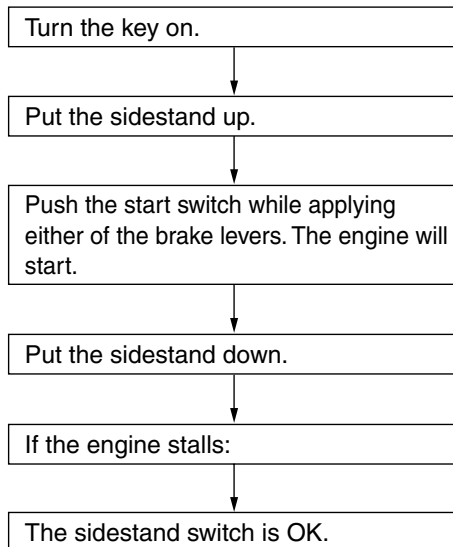 Turn the key on.
Put the sidestand up.
Push the start switch while applying
either of the brake levers. The engine will
start.
Put the sidestand down.
If the engine stalls:
The sidestand switch is OK.